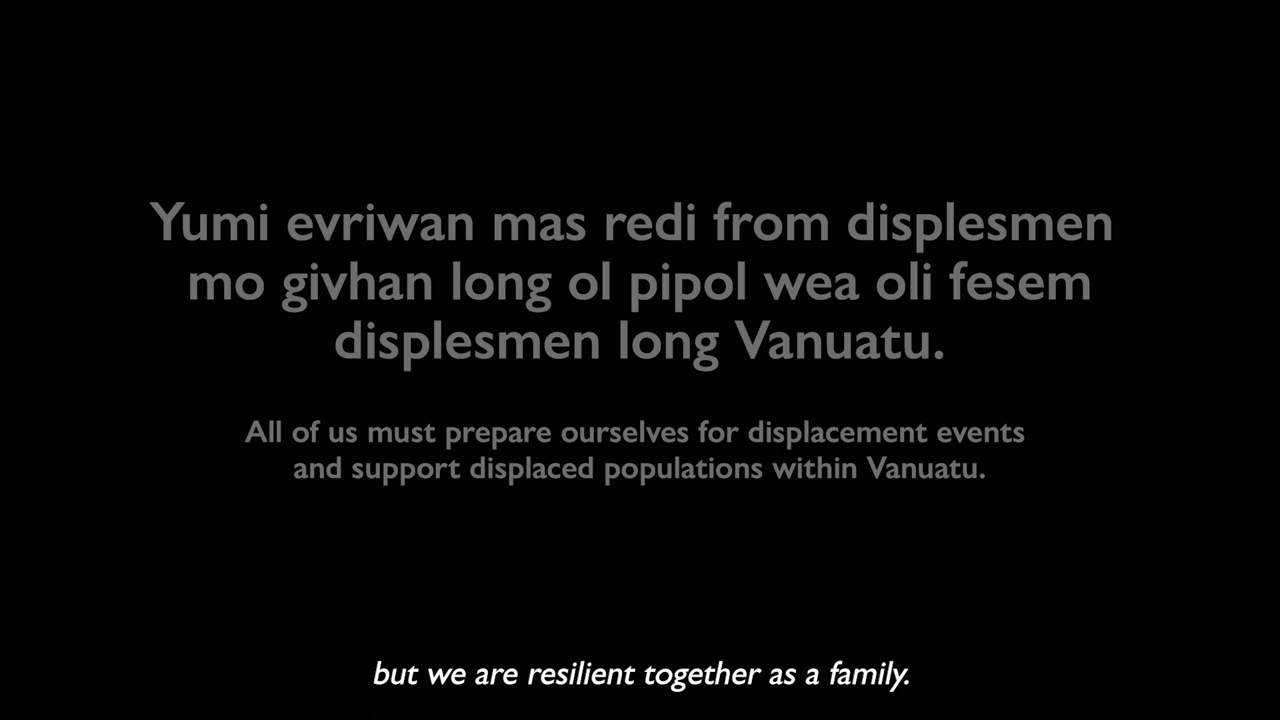 Yumi evriwan mas redi from displesmen
mo givhan long ol pipol wea oli fesem
displesmen long Vanuatu.
All of us must prepare ourselves for displacement events
and support displaced populations within Vanuatu.
but we are resilient together as a family.